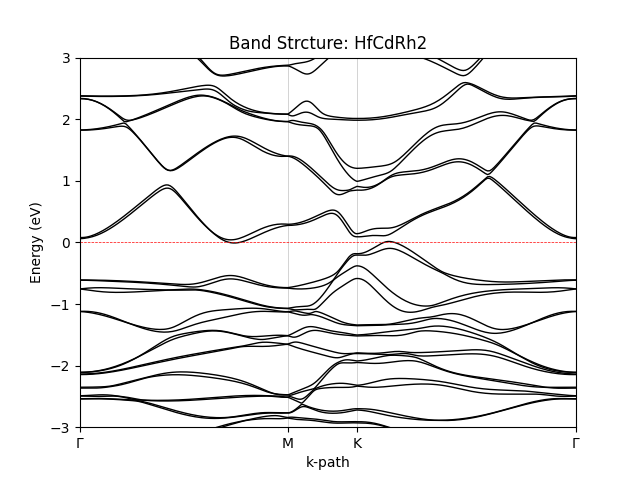 Band Strcture: HfCdRh2
Energy (eV)
3
2
1
0
−1
−2
−3
Γ
M
K
Γ
k-path